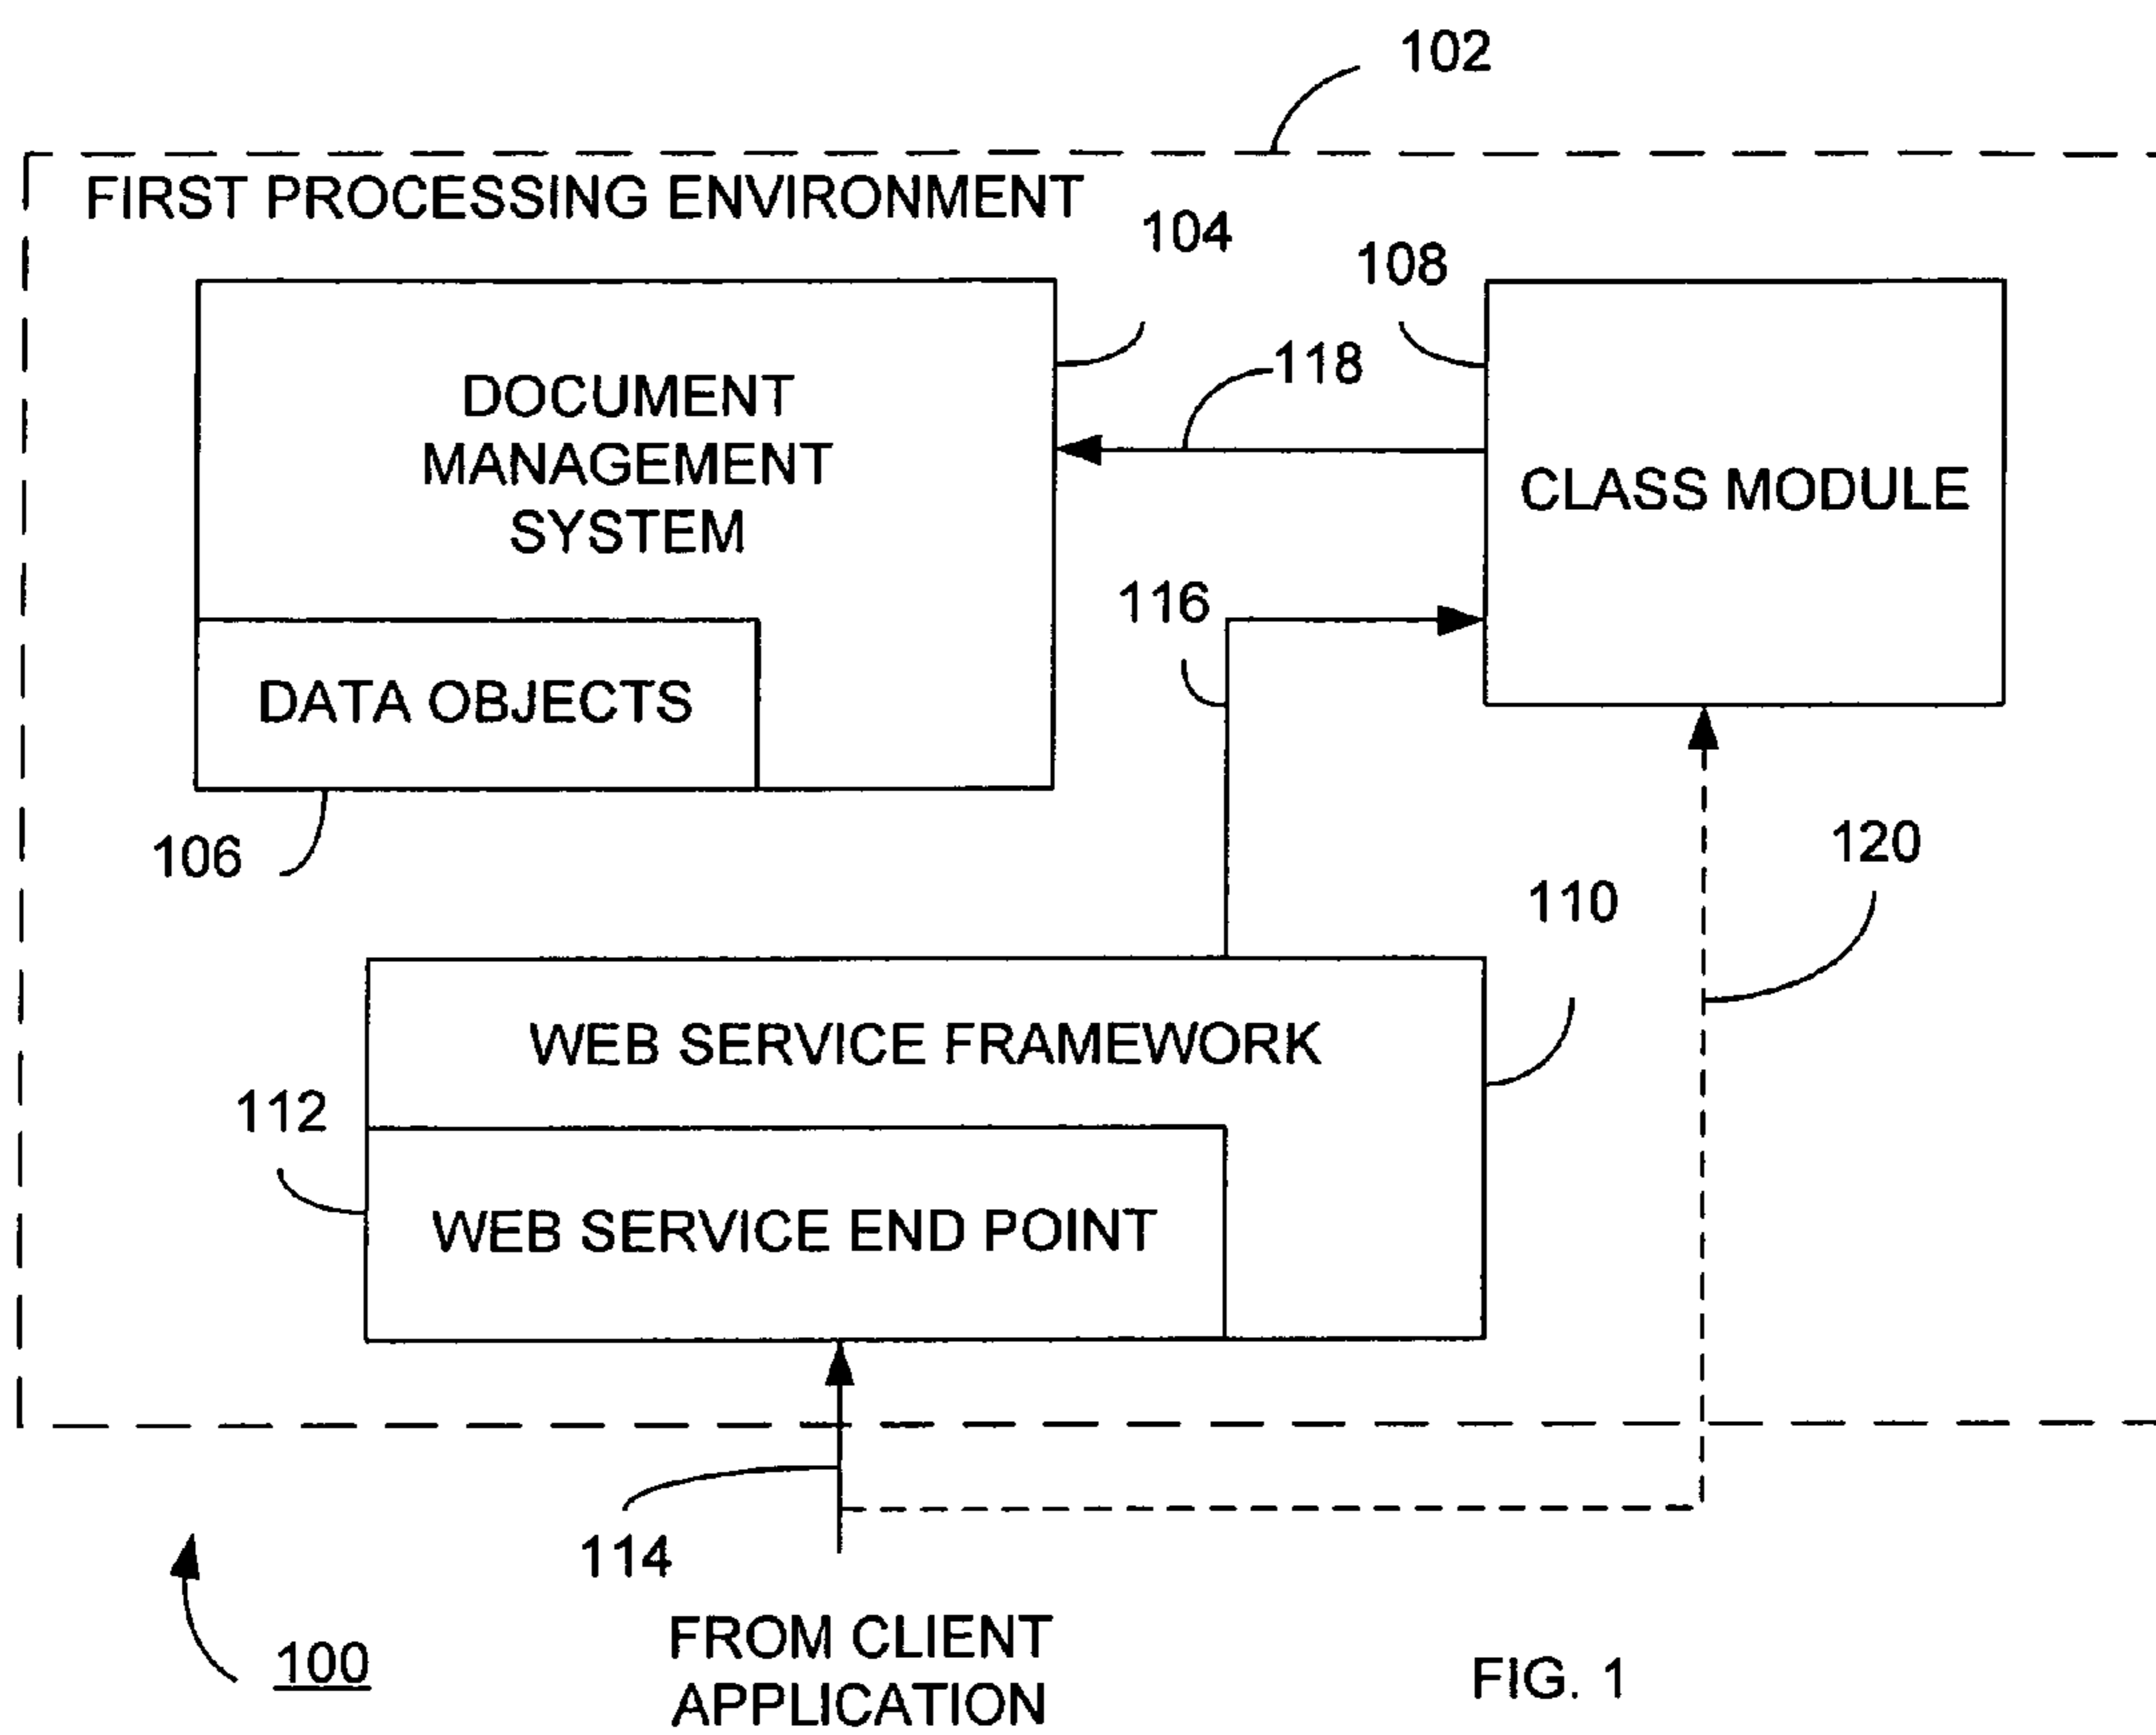 102
FIRST PROCESSING ENVIRONMENT
104
108
118
DOCUMENT
MANAGEMENT
SYSTEM
CLASS MODULE
116
DATA OBJECTS
106
120
110
WEB SERVICE FRAMEWORK
112
WEB SERVICE END POINT
114
FROM CLIENT
APPLICATION
100
FIG. 1